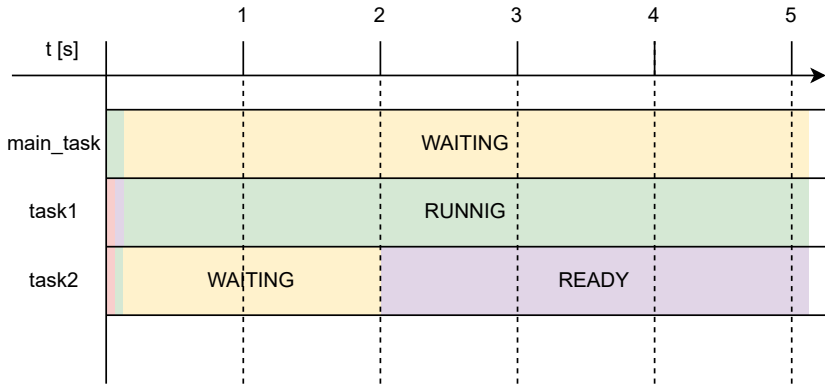 1 2 3 4 5
t [s]
main_task WAITING
task1 RUNNIG
task2 WAITING READY